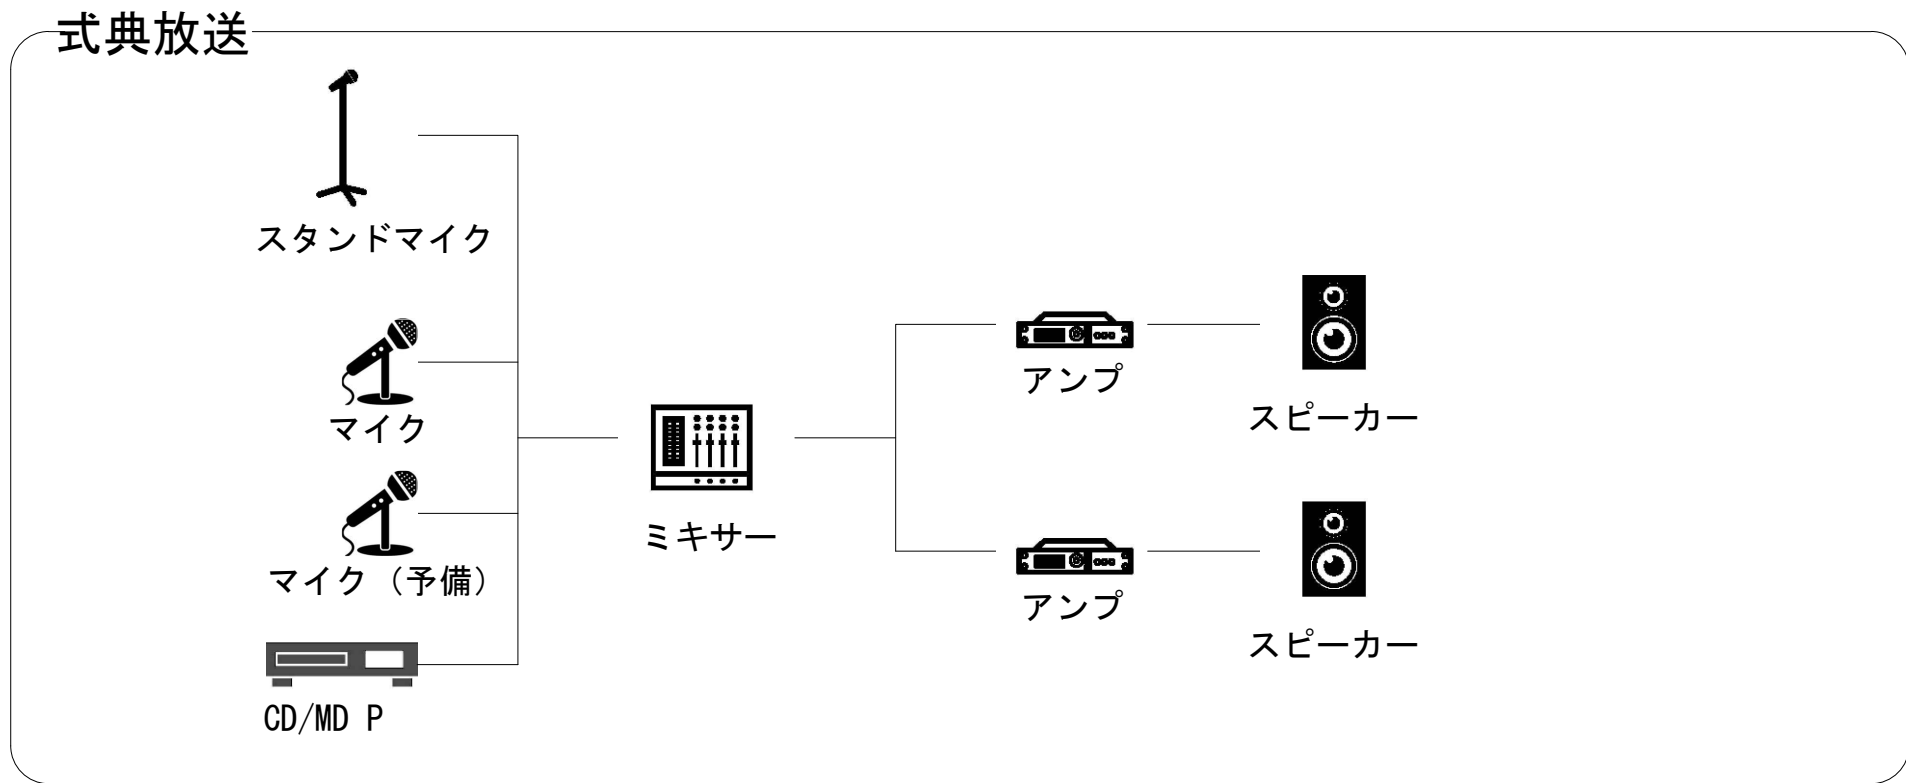 式典放送
スタンドマイク
マイク
マイク（予備）
CD/MD P
ミキサー
アンプ
スピーカー
アンプ
スピーカー